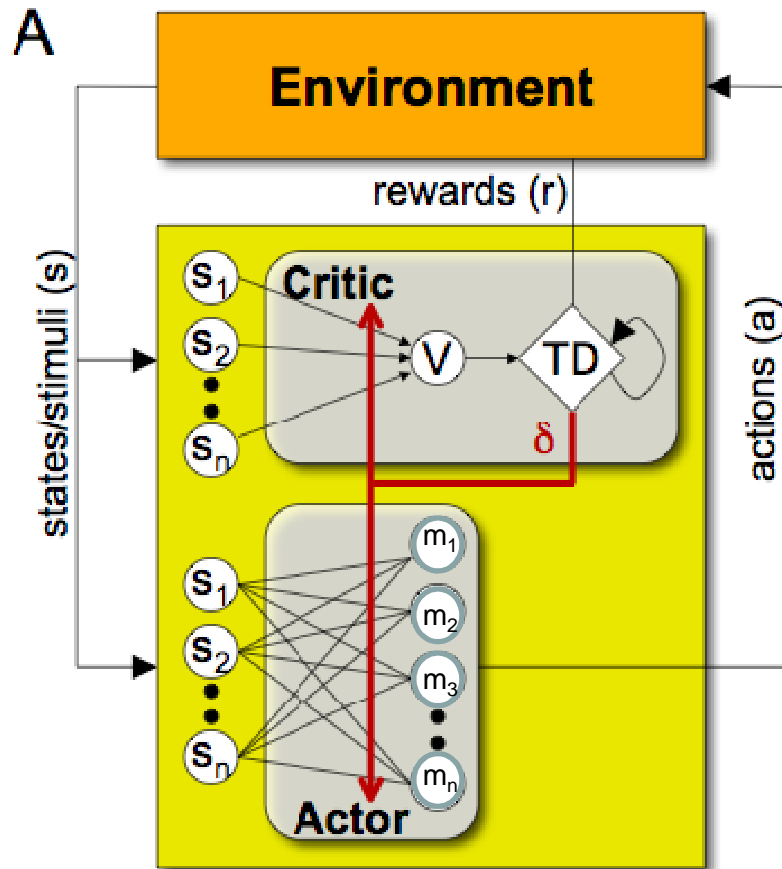 A
Environment
rewards (r)
states/stimuli (s)
actions (a)
Critic
S1
S2
Sn
V
TD
δ
S1
S2
Sn
m1
m2
m3
mn
Actor